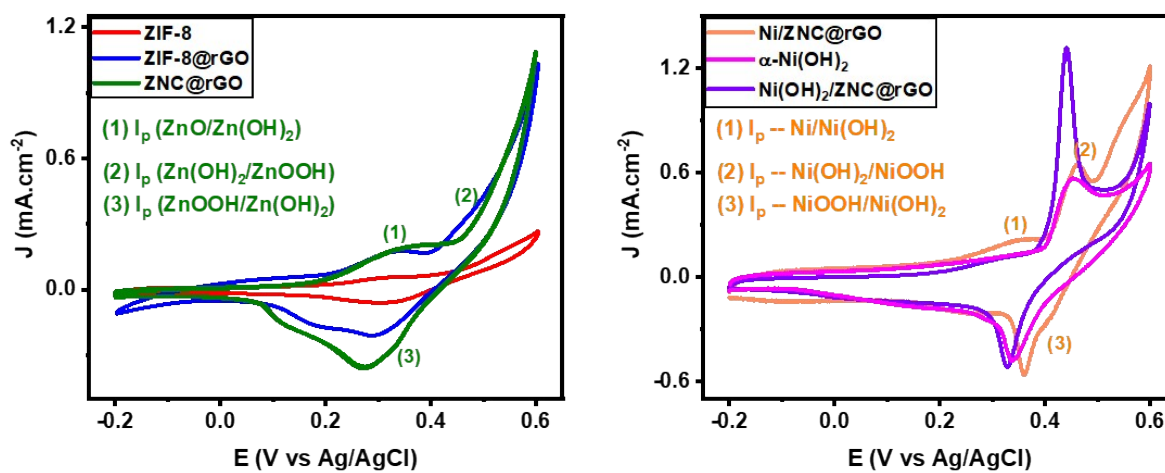 1.2
0.6
0.0
J (mA.cm⁻²)
ZIF-8
ZIF-8@rGO
ZNC@rGO
(1) Iₚ (ZnO/Zn(OH)₂)
(2) Iₚ (Zn(OH)₂/ZnOOH)
(3) Iₚ (ZnOOH/Zn(OH)₂)
(1)
(2)
(3)
-0.2 0.0 0.2 0.4 0.6
E (V vs Ag/AgCl)
1.2
0.6
0.0
-0.6
J (mA.cm⁻²)
Ni/ZNC@rGO
α-Ni(OH)₂
Ni(OH)₂/ZNC@rGO
(1) Iₚ -- Ni/Ni(OH)₂
(2) Iₚ -- Ni(OH)₂/NiOOH
(3) Iₚ -- NiOOH/Ni(OH)₂
(1)
(2)
(3)
-0.2 0.0 0.2 0.4 0.6
E (V vs Ag/AgCl)